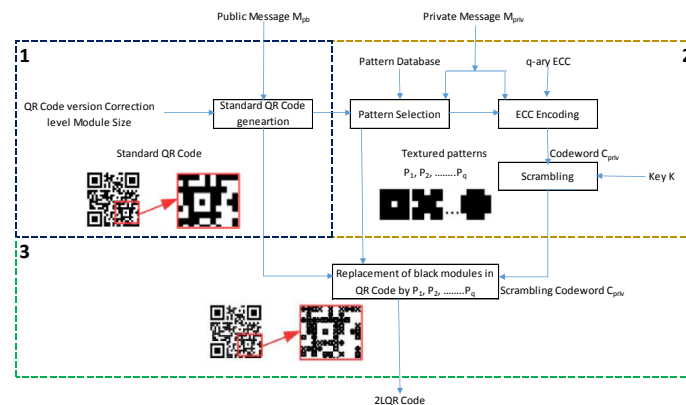 Public Message Mpb
Private Message Mpriv
1
2
Pattern Database
q-ary ECC
QR Code version Correction
level Module Size
Standard QR Code
geneartion
Pattern Selection
ECC Encoding
Standard QR Code
Textured patterns
P1, P2, ........Pq
Codeword Cpriv
Scrambling
Key K
...
3
Replacement of black modules in
QR Code by P1, P2, ........Pq
Scrambling Codeword Cpriv
2LQR Code